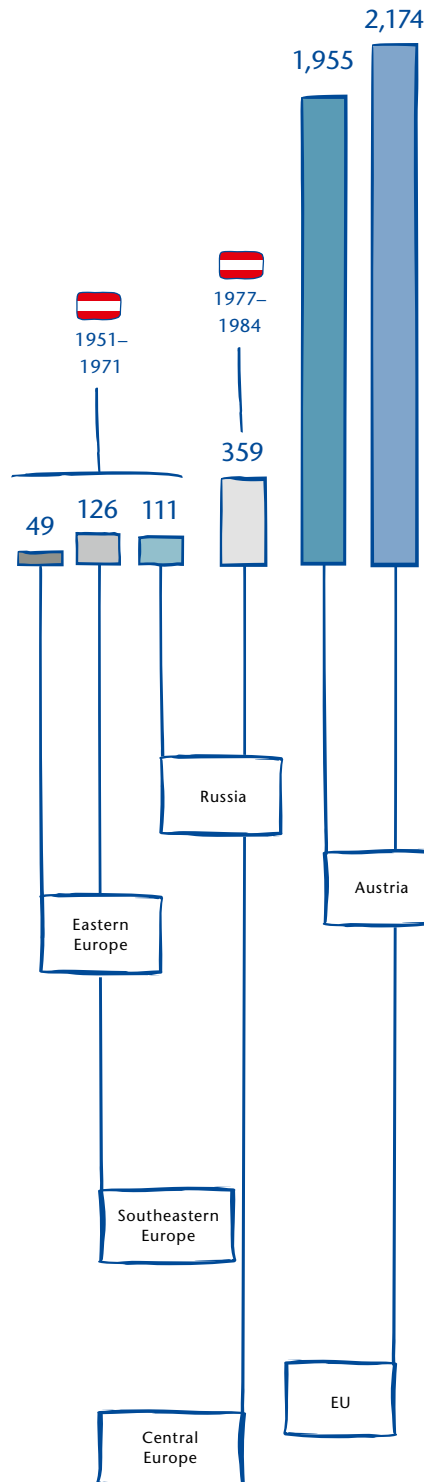 2,174
1,955
1977–
1984
1951–
1971
359
49
126
111
Russia
Austria
Eastern
Europe
Southeastern
Europe
EU
Central
Europe